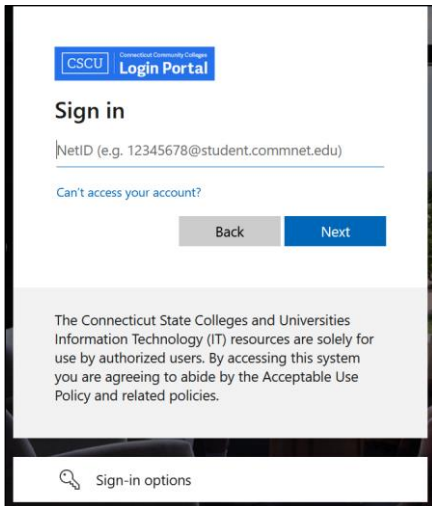 CSCU
Connecticut Community Colleges
Login Portal
Sign in
NetID (e.g. 12345678@student.commnet.edu)
Can't access your account?
Back Next
The Connecticut State Colleges and Universities
Information Technology (IT) resources are solely for
use by authorized users. By accessing this system
you are agreeing to abide by the Acceptable Use
Policy and related policies.
Sign-in options